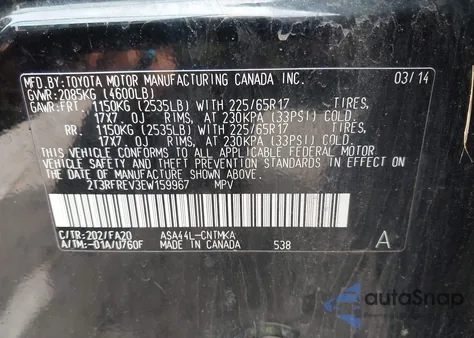 MFD.BY:TOYOTA MOTOR MANUFACTURING CANADA INC. 03/14
GVWR:2085KG (4600LB)
GAWR:FRT. 1150KG (2535LB) WITH 225/65R17 TIRES,
17X7.0J RIMS, AT 230KPA (33PSI) COLD.
RR. 1150KG (2535LB) WITH 225/65R17 TIRES,
17X7.0J RIMS, AT 230KPA (33PSI) COLD.
THIS VEHICLE CONFORMS TO ALL APPLICABLE FEDERAL MOTOR
VEHICLE SAFETY AND THEFT PREVENTION STANDARDS IN EFFECT ON
THE DATE OF MANUFACTURE SHOWN ABOVE.
2T3RFREV3EW159967 MPV
C/TR:202/FA20 ASA44L-CNTMKA
A/TM:-01A/U760F MADE IN CANADA 538 A
autoSnap